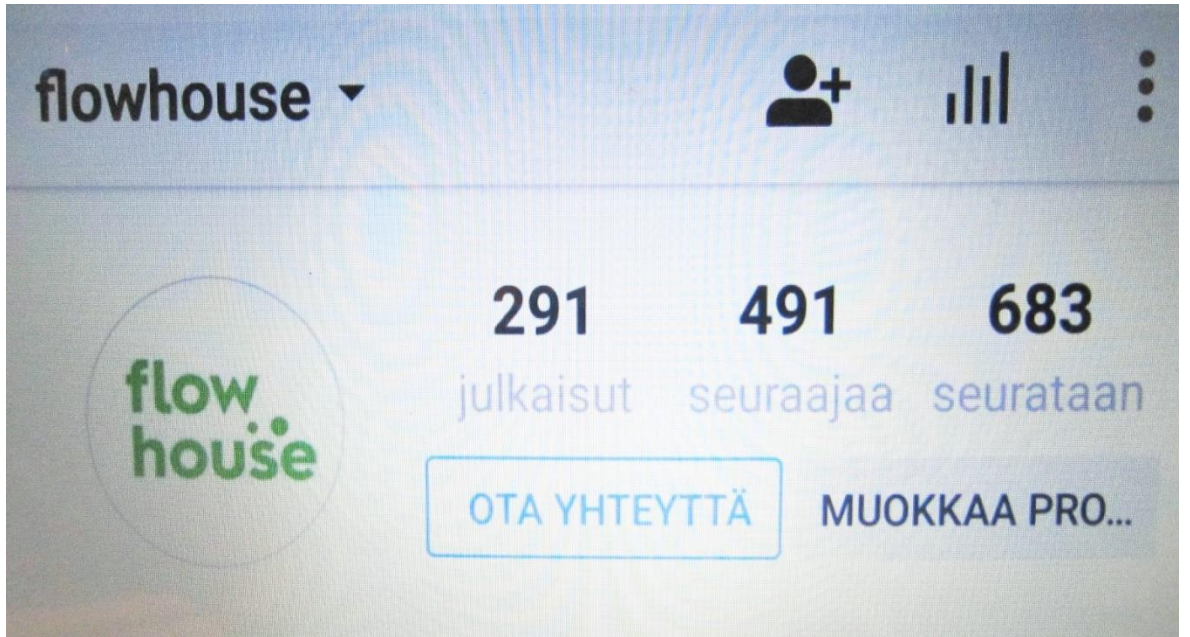 flowhouse
291 491 683
julkaisut seuraajaa seurataan
flow
house
OTA YHTEYTTÄ MUOKKAA PRO...